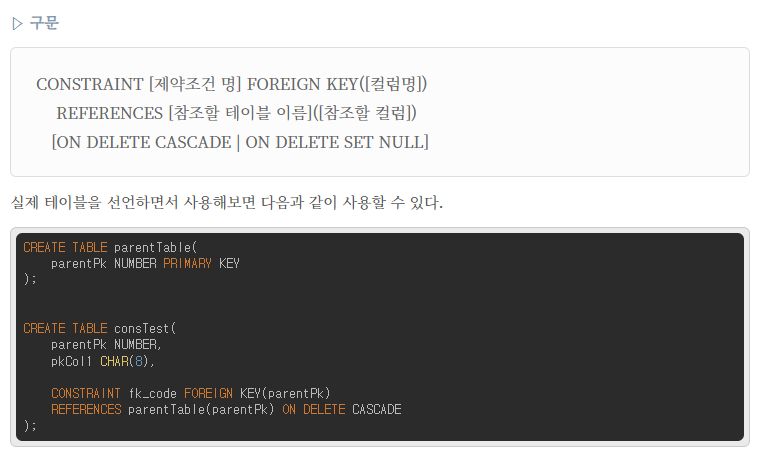 ▷ 구문
CONSTRAINT [제약조건 명] FOREIGN KEY([컬럼명])
REFERENCES [참조할 테이블 이름]([참조할 컬럼])
[ON DELETE CASCADE | ON DELETE SET NULL]
실제 테이블을 선언하면서 사용해보면 다음과 같이 사용할 수 있다.
CREATE TABLE parentTable(
    parentPk NUMBER PRIMARY KEY
);
CREATE TABLE consTest(
    parentPk NUMBER,
    pkCol1 CHAR(8),
    CONSTRAINT fk_code FOREIGN KEY(parentPk)
    REFERENCES parentTable(parentPk) ON DELETE CASCADE
);